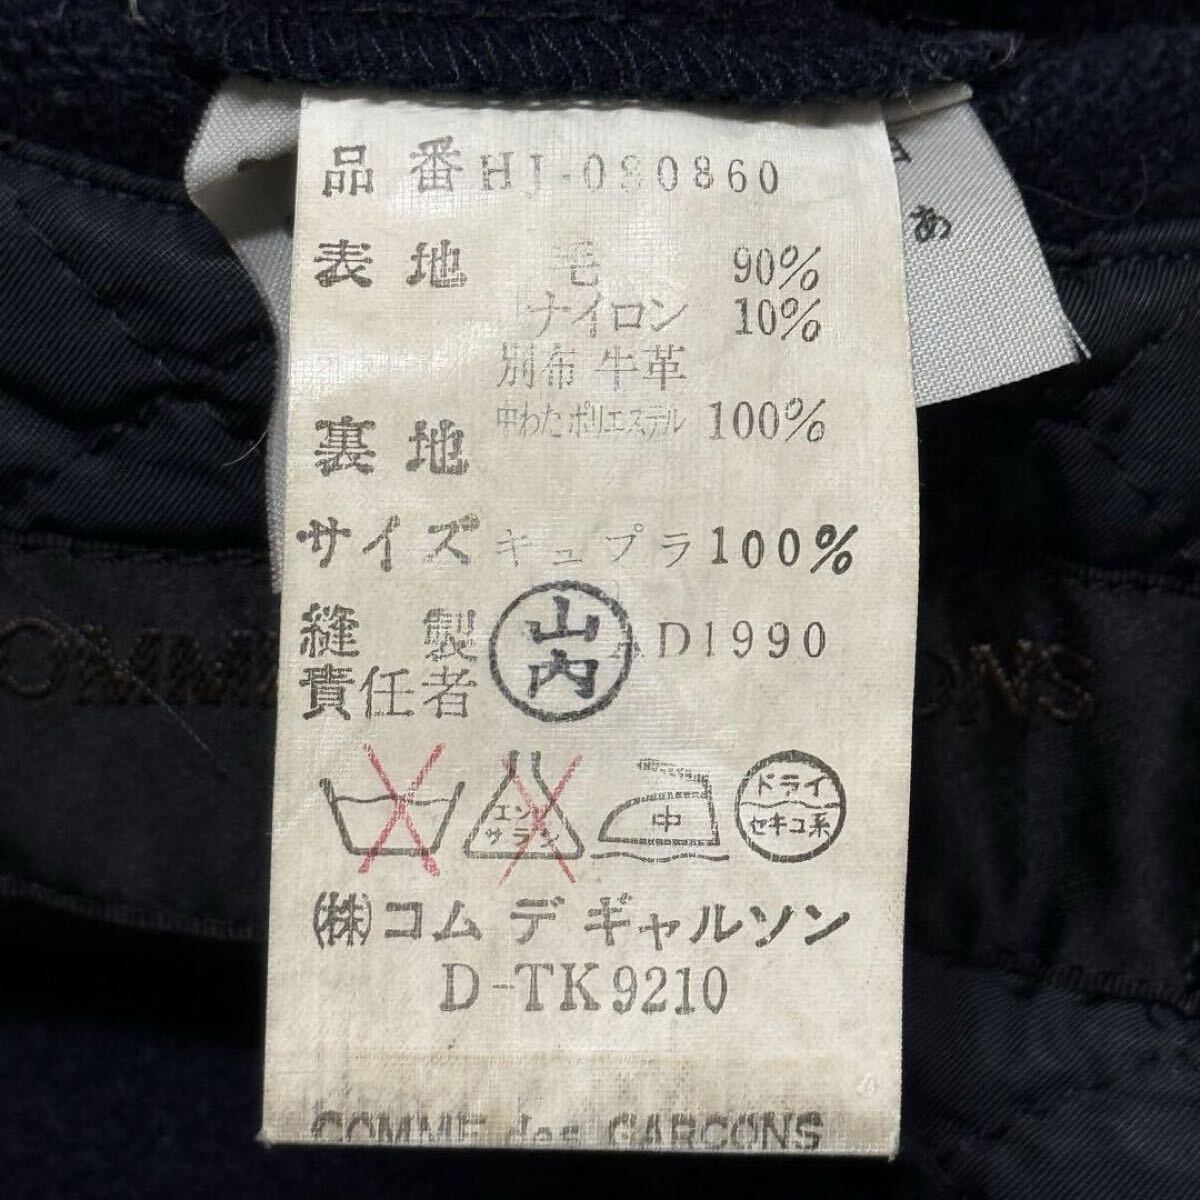 品番 HJ-080860
表地 毛 90%
ナイロン 10%
別布 牛革
中わた ポリエステル 100%
裏地
サイズ キュプラ 100%
縫製 AD1990
責任者 山内
エンソ
サラシ
中
ドライ
セキユ系
(株)コム デ ギャルソン
D-TK9210
COMME des GARCONS
あ